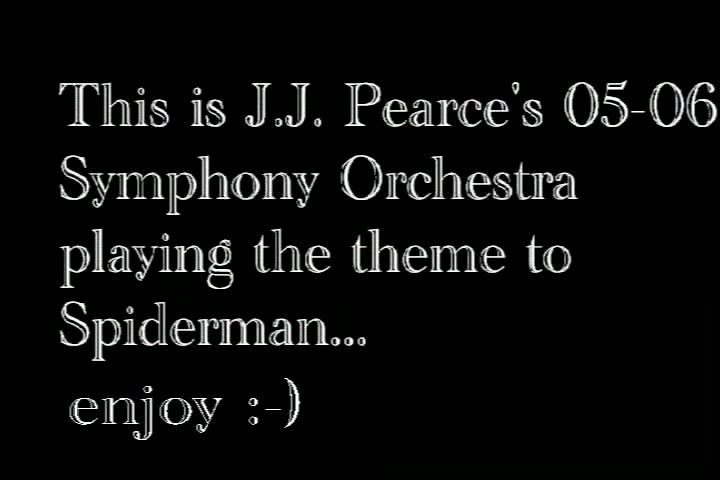 This is J.J. Pearce's 05-06
Symphony Orchestra
playing the theme to
Spiderman...
enjoy :-)